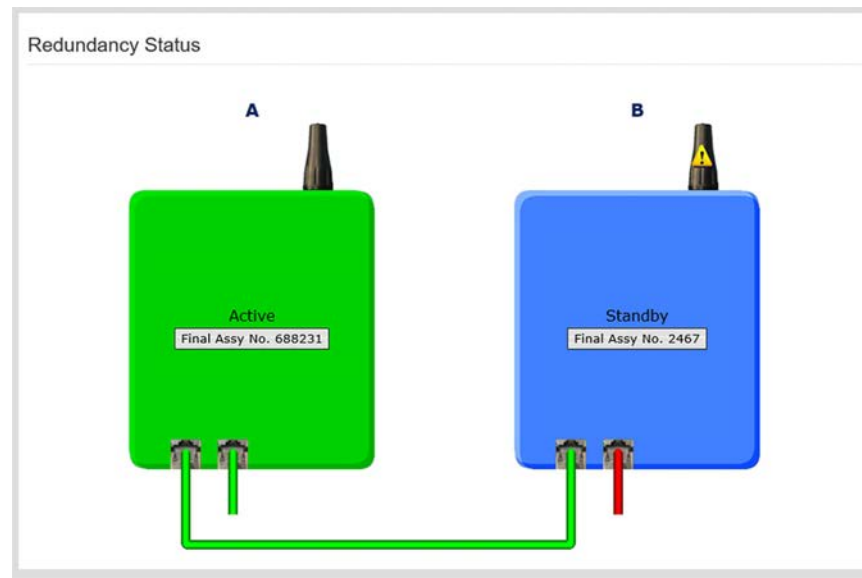 Redundancy Status
A
B
Active
Final Assy No. 688231
Standby
Final Assy No. 2467